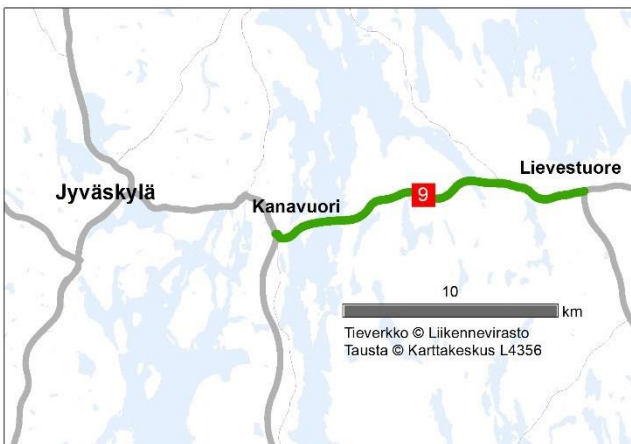 Lievestuore
Jyväskylä
Kanavuori
9
10
km
Tieverkko © Liikennevirasto
Tausta © Karttakeskus L4356